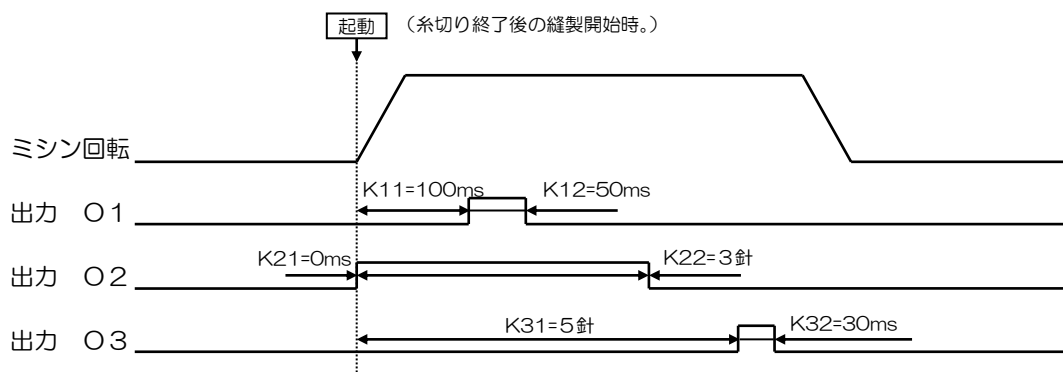 起動 (糸切り終了後の縫製開始時。)
ミシン回転
K11=100ms K12=50ms
出力 O1
K21=0ms K22=3針
出力 O2
K31=5針 K32=30ms
出力 O3